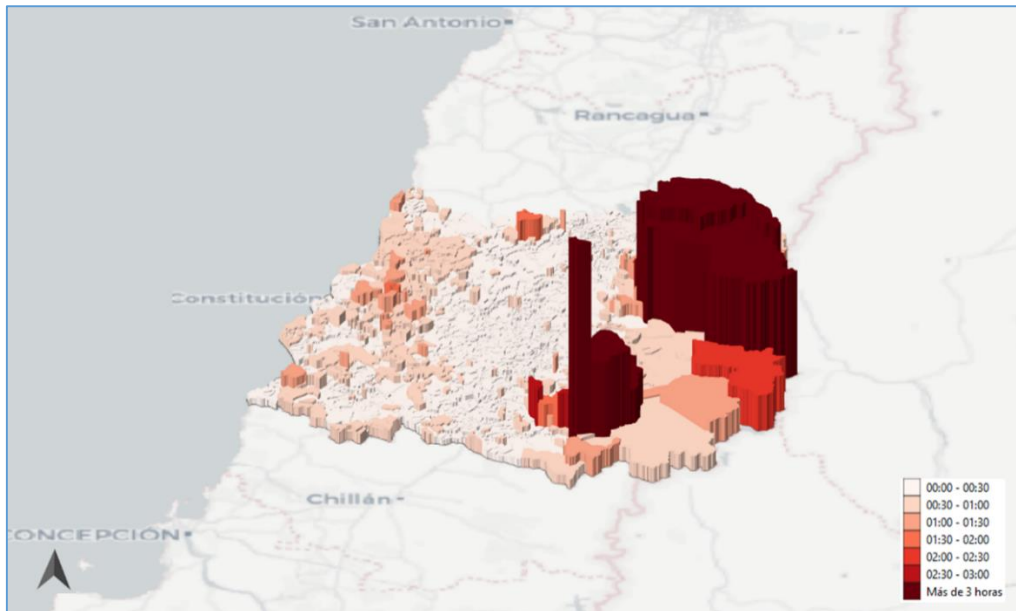 San Antonio
Rancagua
Constitución
Chillán
CONCEPCIÓN
00:00 - 00:30
00:30 - 01:00
01:00 - 01:30
01:30 - 02:00
02:00 - 02:30
02:30 - 03:00
Más de 3 horas